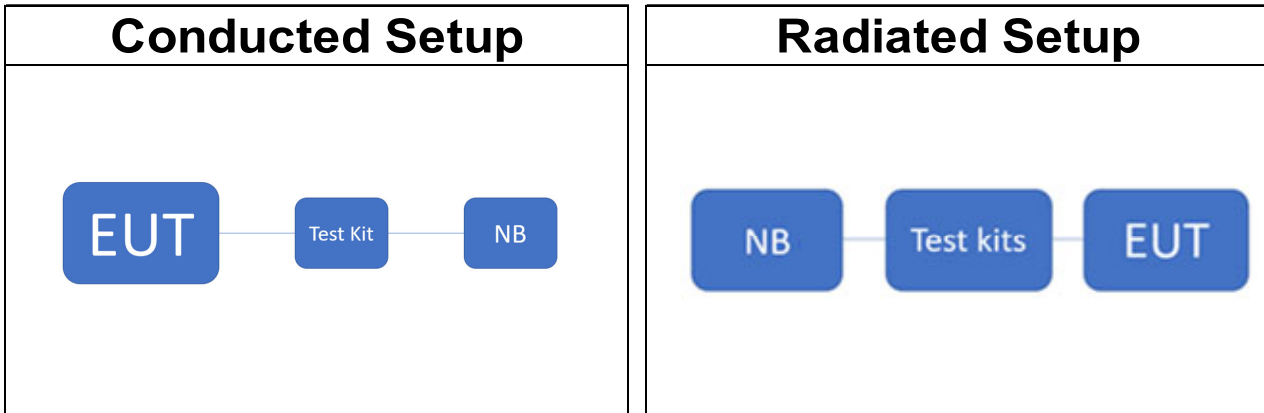 Conducted Setup
EUT
Test Kit
NB
Radiated Setup
NB
Test kits
EUT